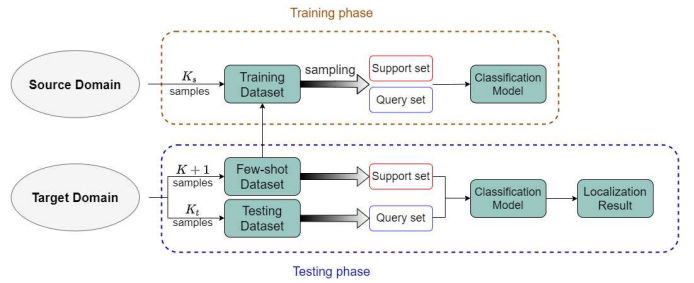 Training phase
Source Domain
K_s
samples
Training
Dataset
sampling
Support set
Query set
Classification
Model
Target Domain
K + 1
samples
Few-shot
Dataset
Support set
K_t
samples
Testing
Dataset
Query set
Classification
Model
Localization
Result
Testing phase